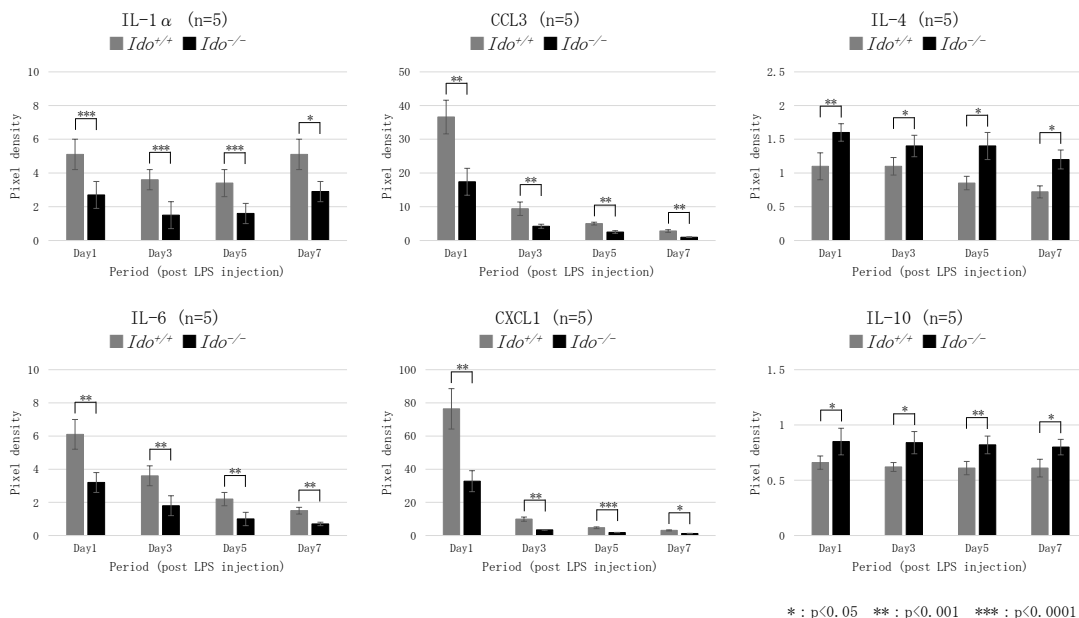 IL-1α (n=5)
Ido+/+ Ido-/-
10
8
6
4
2
0
Pixel density
*** *** *** *
Day1 Day3 Day5 Day7
Period (post LPS injection)
CCL3 (n=5)
Ido+/+ Ido-/-
50
40
30
20
10
0
Pixel density
** ** ** **
Day1 Day3 Day5 Day7
Period (post LPS injection)
IL-4 (n=5)
Ido+/+ Ido-/-
2.5
2
1.5
1
0.5
0
Pixel density
** * * *
Day1 Day3 Day5 Day7
Period (post LPS injection)
IL-6 (n=5)
Ido+/+ Ido-/-
10
8
6
4
2
0
Pixel density
** ** ** **
Day1 Day3 Day5 Day7
Period (post LPS injection)
CXCL1 (n=5)
Ido+/+ Ido-/-
100
80
60
40
20
0
Pixel density
** ** *** *
Day1 Day3 Day5 Day7
Period (post LPS injection)
IL-10 (n=5)
Ido+/+ Ido-/-
1.5
1
0.5
0
Pixel density
* * ** *
Day1 Day3 Day5 Day7
Period (post LPS injection)
*：p<0.05 **：p<0.001 ***：p<0.0001